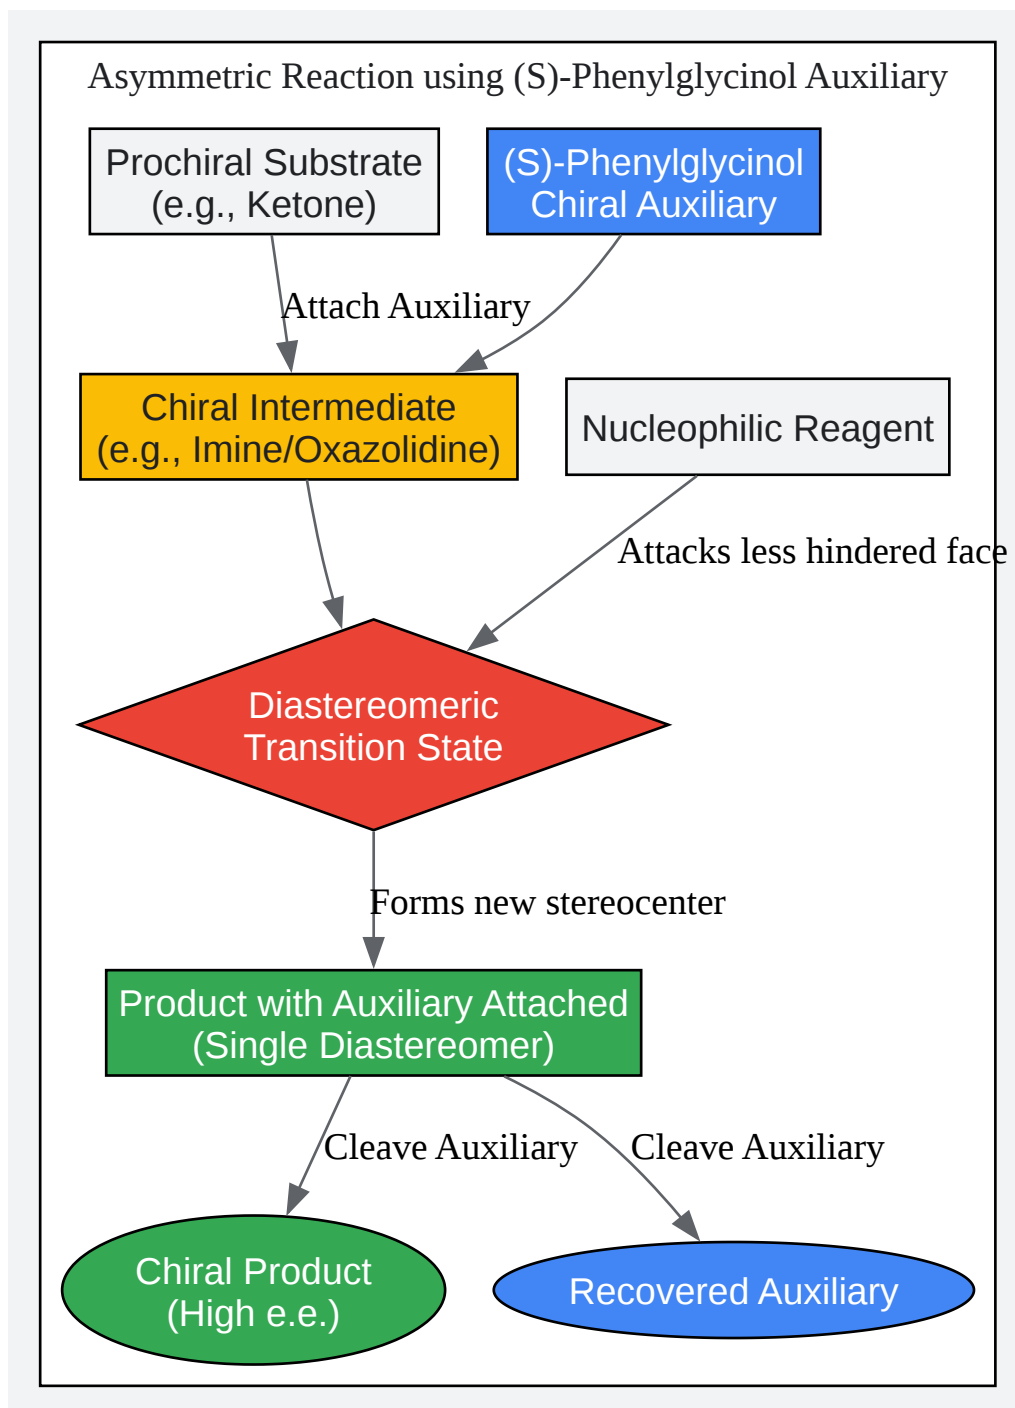 Asymmetric Reaction using (S)-Phenylglycinol Auxiliary
Prochiral Substrate
(e.g., Ketone)
(S)-Phenylglycinol
Chiral Auxiliary
Attach Auxiliary
Chiral Intermediate
(e.g., Imine/Oxazolidine)
Nucleophilic Reagent
Attacks less hindered face
Diastereomeric
Transition State
Forms new stereocenter
Product with Auxiliary Attached
(Single Diastereomer)
Cleave Auxiliary
Cleave Auxiliary
Chiral Product
(High e.e.)
Recovered Auxiliary